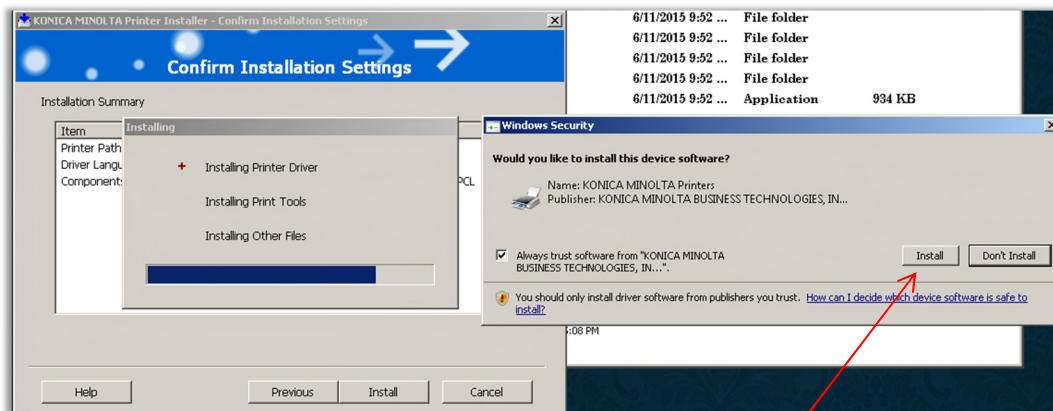 KONICA MINOLTA Printer Installer - Confirm Installation Settings
Confirm Installation Settings
Installation Summary
Item
Printer Path
Driver Langu
Component:
PCL
Installing
Installing Printer Driver
Installing Print Tools
Installing Other Files
Help
Previous
Install
Cancel
6/11/2015 9:52 ... File folder
6/11/2015 9:52 ... File folder
6/11/2015 9:52 ... File folder
6/11/2015 9:52 ... File folder
6/11/2015 9:52 ... Application 934 KB
Windows Security
Would you like to install this device software?
Name: KONICA MINOLTA Printers
Publisher: KONICA MINOLTA BUSINESS TECHNOLOGIES, IN...
Always trust software from "KONICA MINOLTA
BUSINESS TECHNOLOGIES, IN...".
Install
Don't Install
You should only install driver software from publishers you trust. How can I decide which device software is safe to
install?
:08 PM